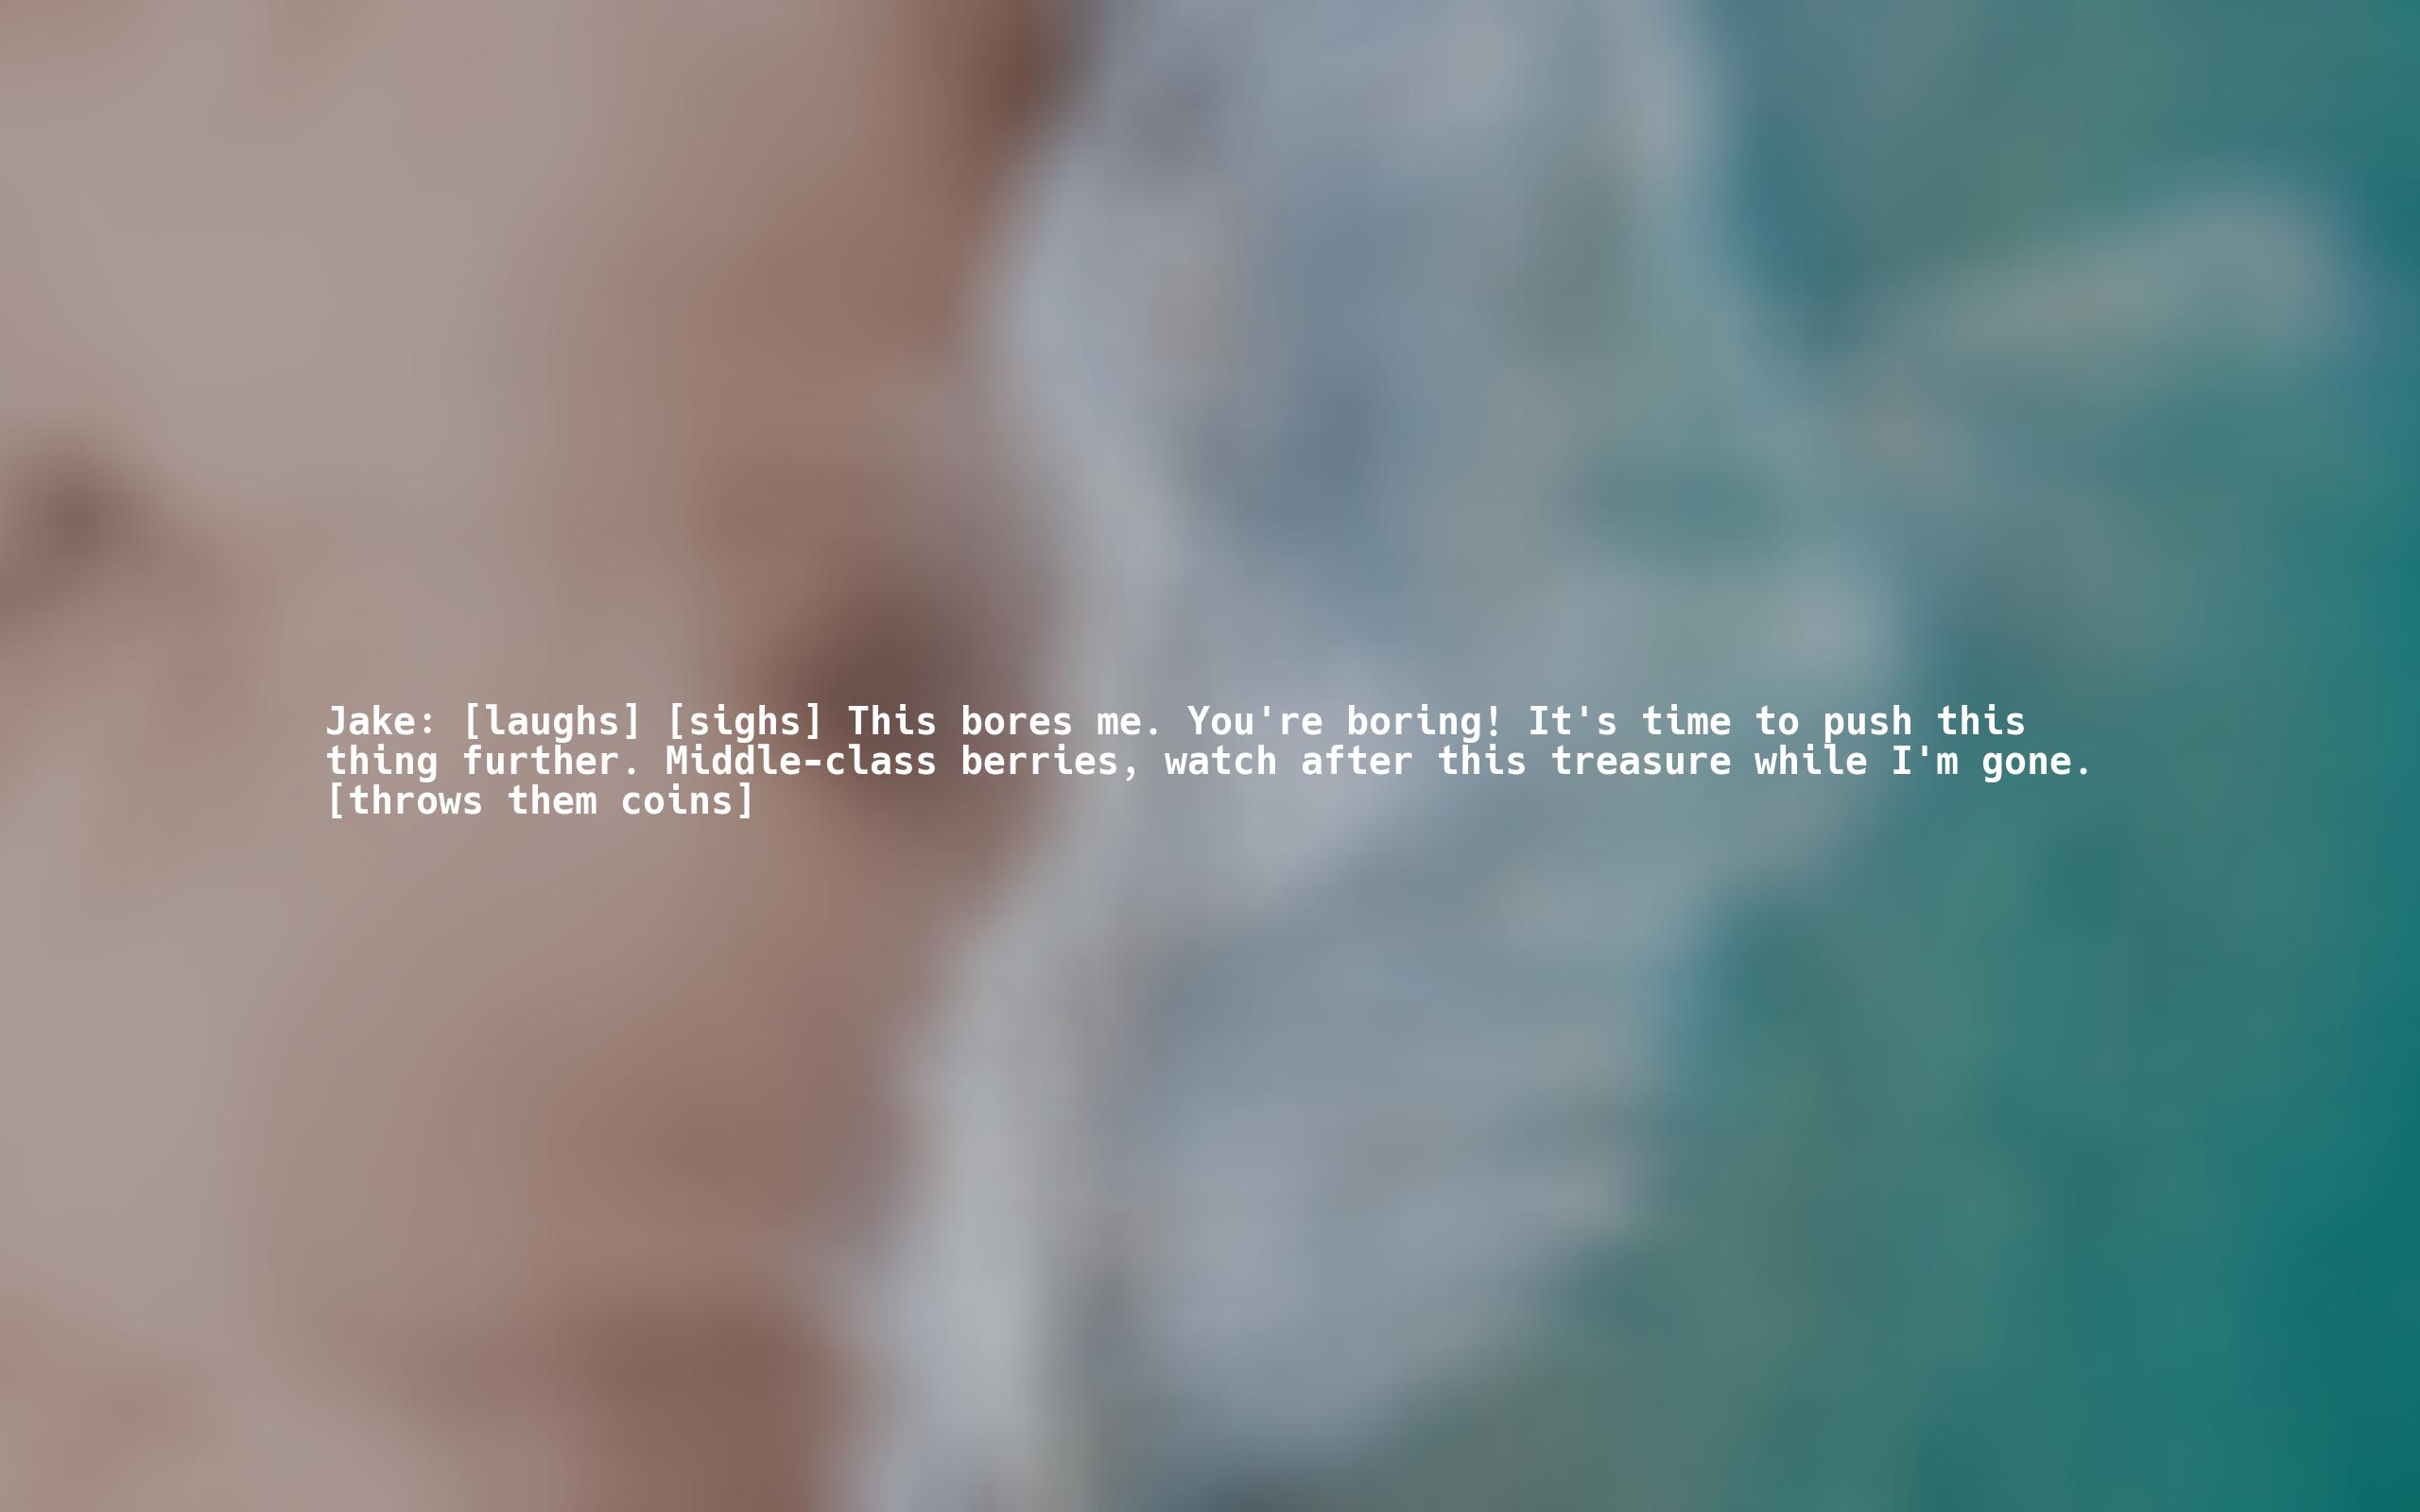 Jake: [laughs] [sighs] This bores me. You're boring! It's time to push this
thing further. Middle-class berries, watch after this treasure while I'm gone.
[throws them coins]